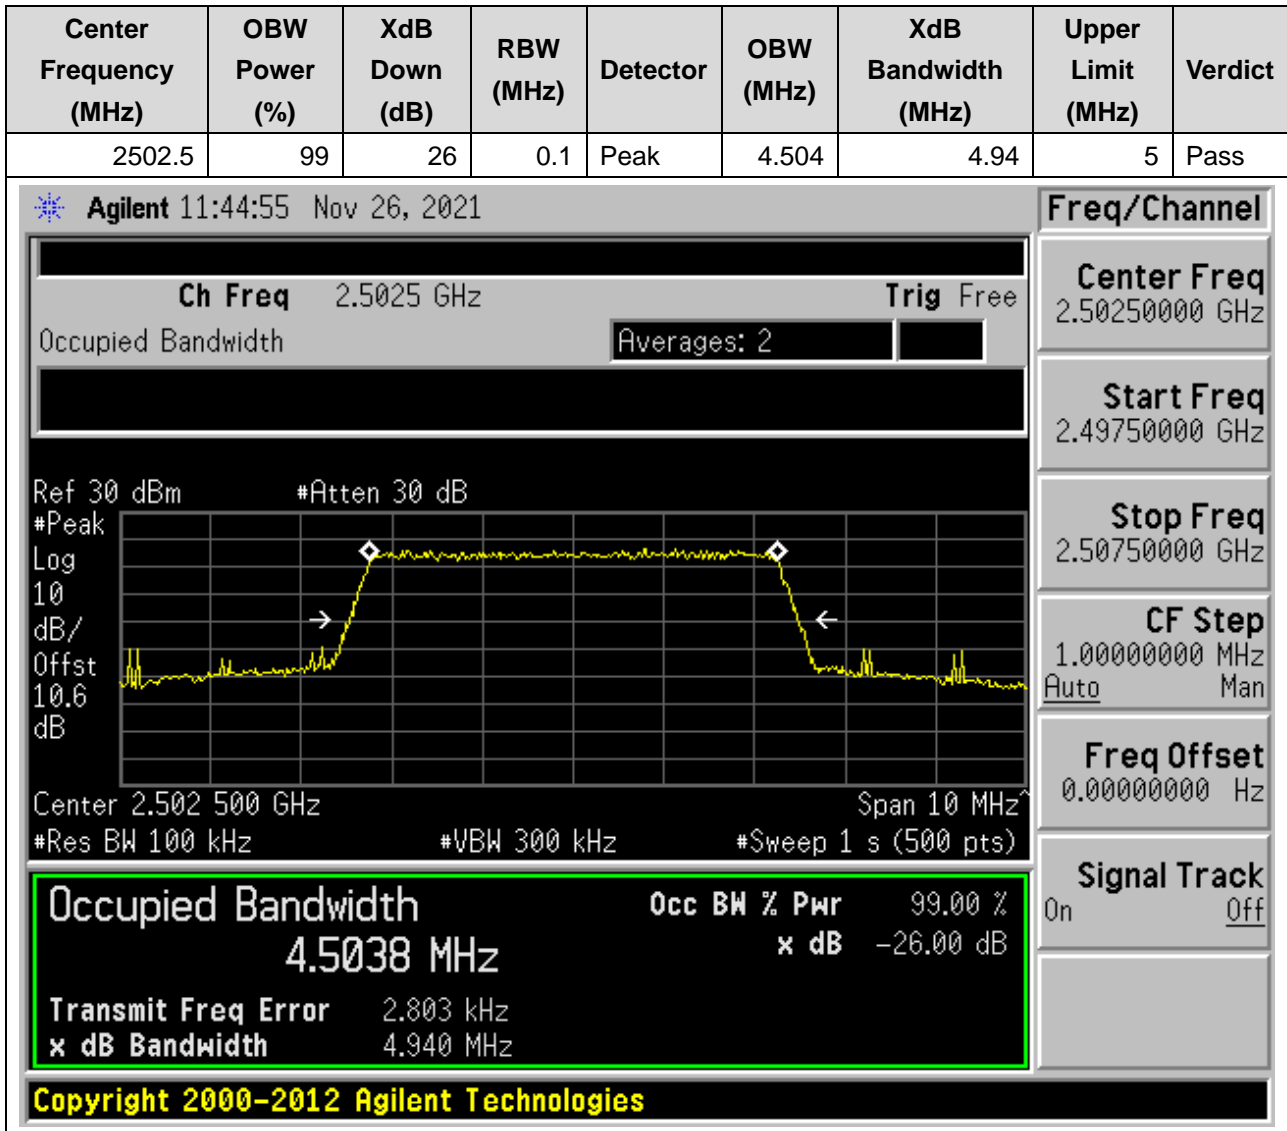 Center Frequency (MHz) OBW Power (%) XdB Down (dB) RBW (MHz) Detector OBW (MHz) XdB Bandwidth (MHz) Upper Limit (MHz) Verdict
2502.5 99 26 0.1 Peak 4.504 4.94 5 Pass
Agilent 11:44:55 Nov 26, 2021
Freq/Channel
Ch Freq 2.5025 GHz Trig Free
Occupied Bandwidth Averages: 2
Center Freq
2.50250000 GHz
Start Freq
2.49750000 GHz
Stop Freq
2.50750000 GHz
CF Step
1.00000000 MHz
Auto Man
Freq Offset
0.00000000 Hz
Signal Track
On Off
Ref 30 dBm #Atten 30 dB
#Peak
Log
10
dB/
Offst
10.6
dB
Center 2.502 500 GHz Span 10 MHz^
#Res BW 100 kHz #VBW 300 kHz #Sweep 1 s (500 pts)
Occupied Bandwidth Occ BW % Pwr 99.00 %
4.5038 MHz x dB -26.00 dB
Transmit Freq Error 2.803 kHz
x dB Bandwidth 4.940 MHz
Copyright 2000-2012 Agilent Technologies